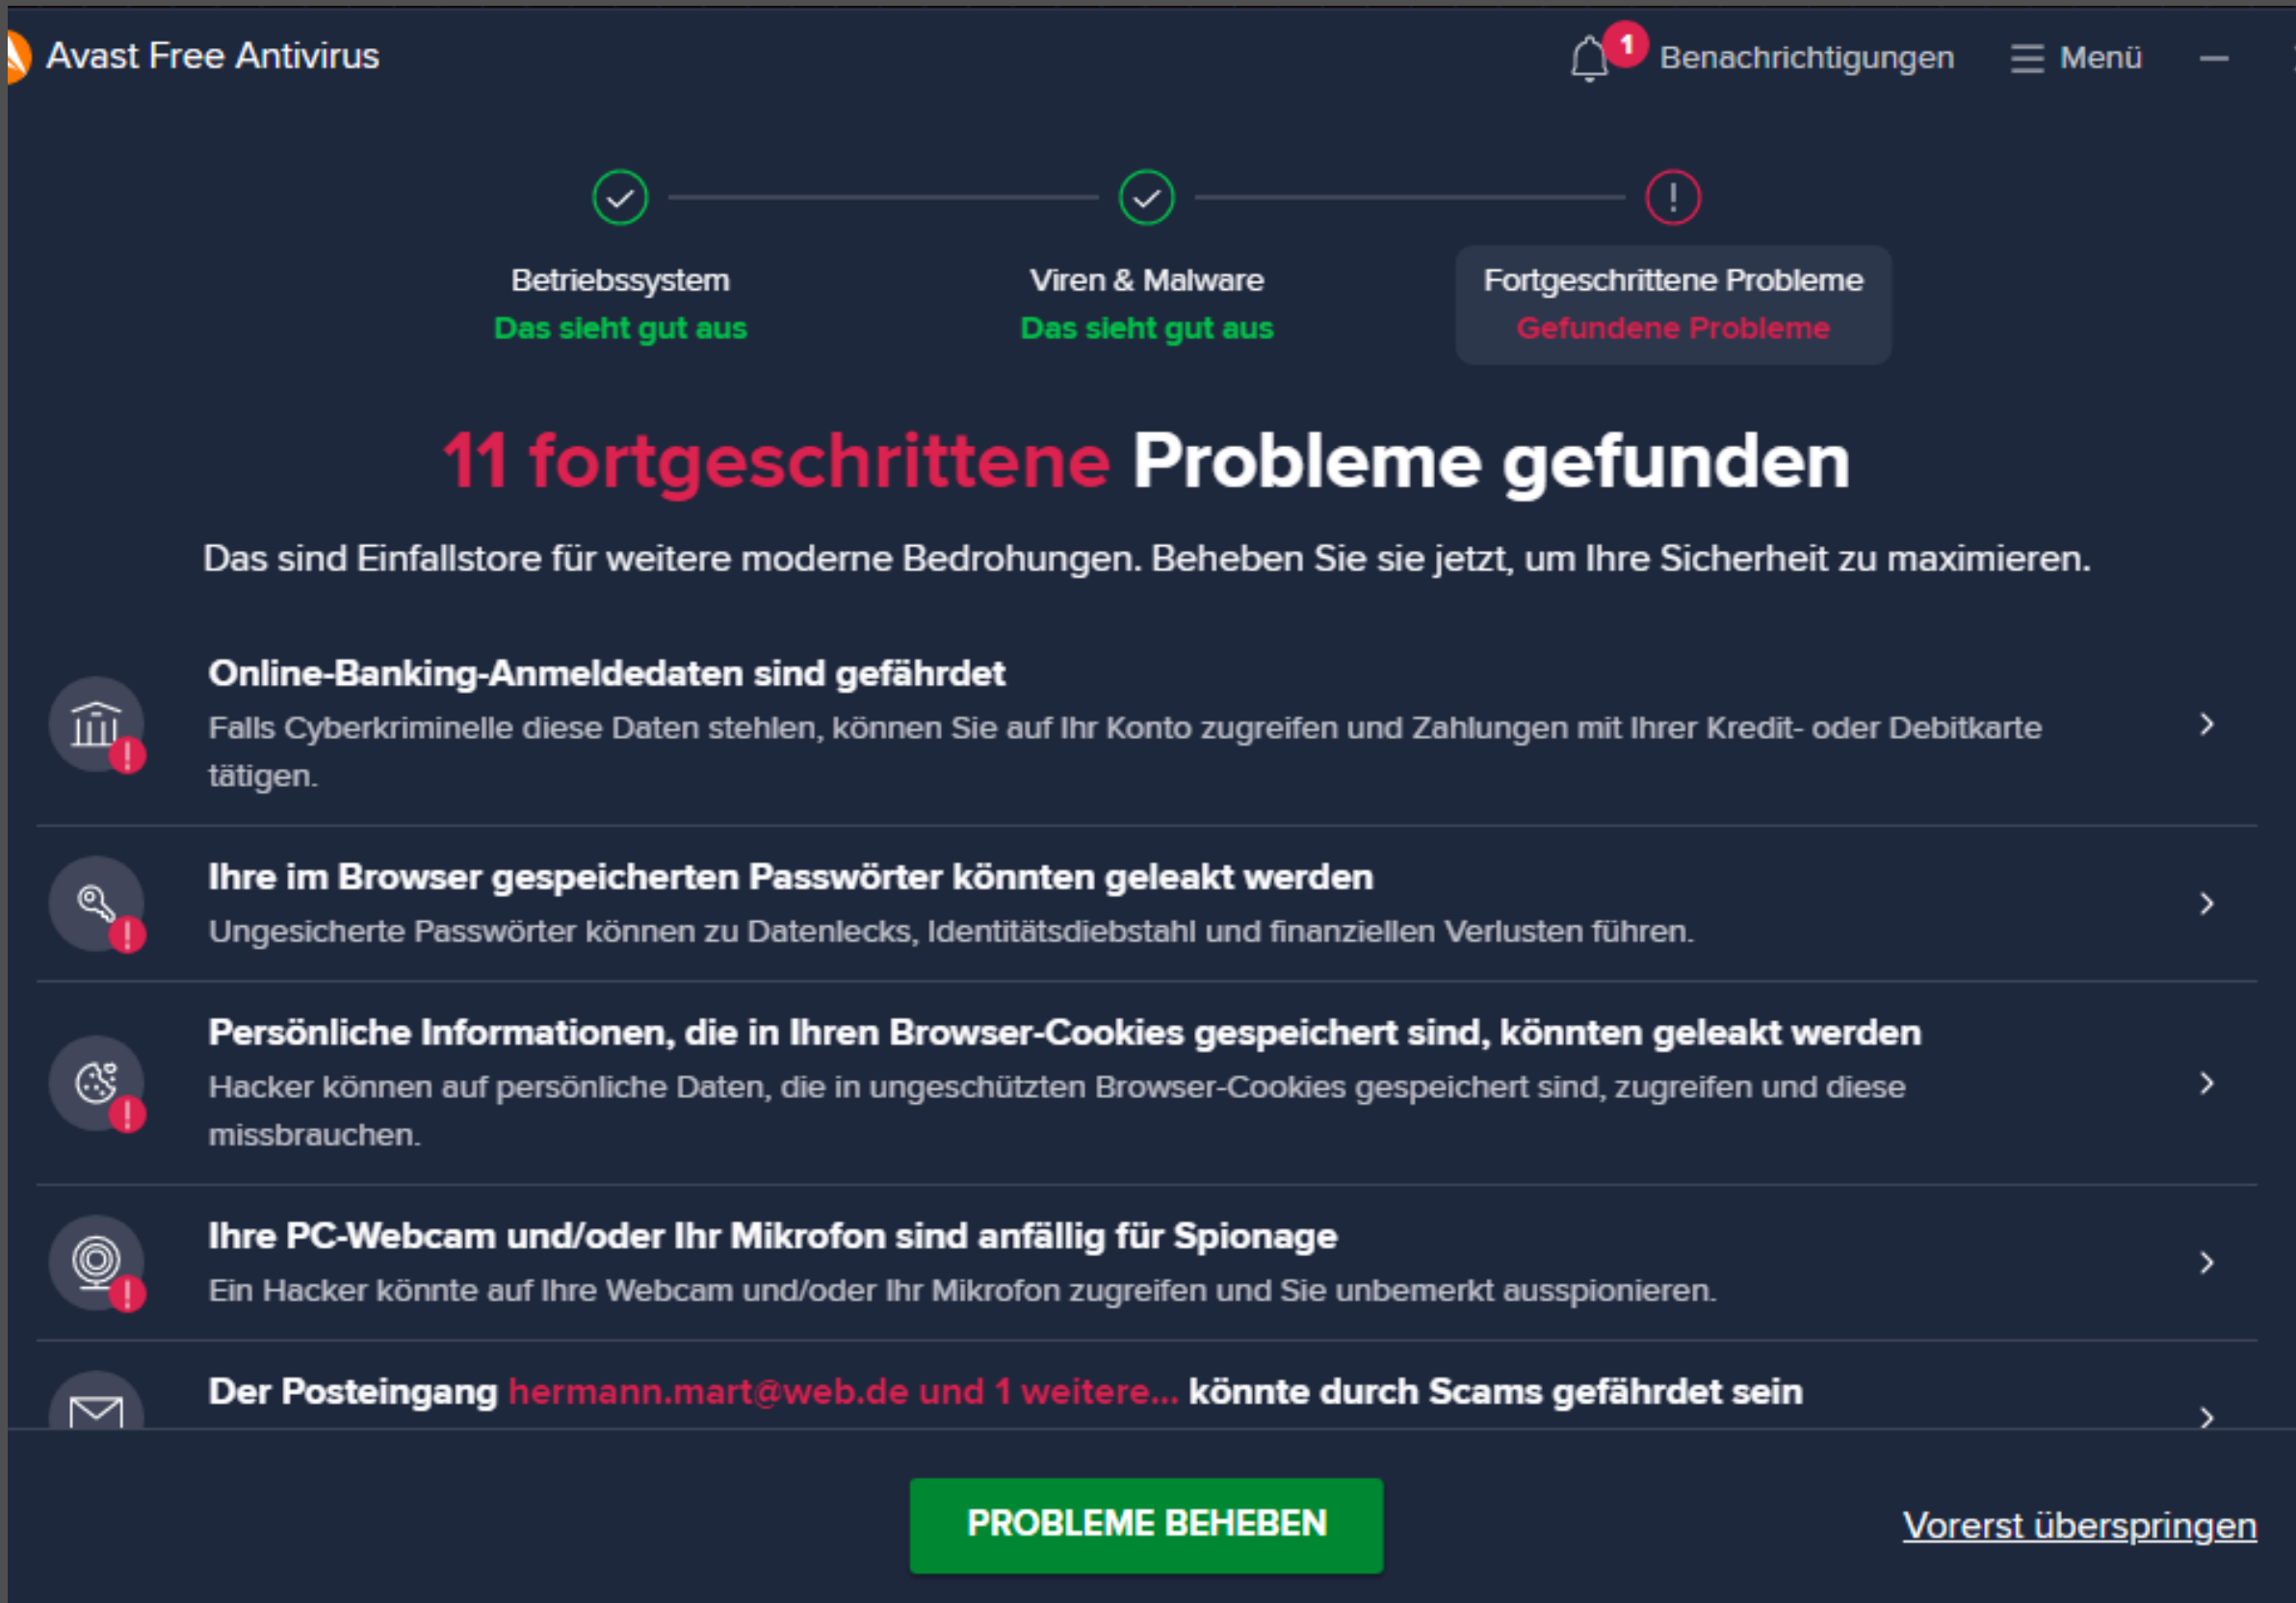 Avast Free Antivirus
1
Benachrichtigungen
Menü
Betriebssystem
Das sieht gut aus
Viren & Malware
Das sieht gut aus
Fortgeschrittene Probleme
Gefundene Probleme
11 fortgeschrittene Probleme gefunden
Das sind Einfallstore für weitere moderne Bedrohungen. Beheben Sie sie jetzt, um Ihre Sicherheit zu maximieren.
Online-Banking-Anmeldedaten sind gefährdet
Falls Cyberkriminelle diese Daten stehlen, können Sie auf Ihr Konto zugreifen und Zahlungen mit Ihrer Kredit- oder Debitkarte
tätigen.
Ihre im Browser gespeicherten Passwörter könnten geleakt werden
Ungesicherte Passwörter können zu Datenlecks, Identitätsdiebstahl und finanziellen Verlusten führen.
Persönliche Informationen, die in Ihren Browser-Cookies gespeichert sind, könnten geleakt werden
Hacker können auf persönliche Daten, die in ungeschützten Browser-Cookies gespeichert sind, zugreifen und diese
missbrauchen.
Ihre PC-Webcam und/oder Ihr Mikrofon sind anfällig für Spionage
Ein Hacker könnte auf Ihre Webcam und/oder Ihr Mikrofon zugreifen und Sie unbemerkt ausspionieren.
Der Posteingang hermann.mart@web.de und 1 weitere... könnte durch Scams gefährdet sein
PROBLEME BEHEBEN
Vorerst überspringen